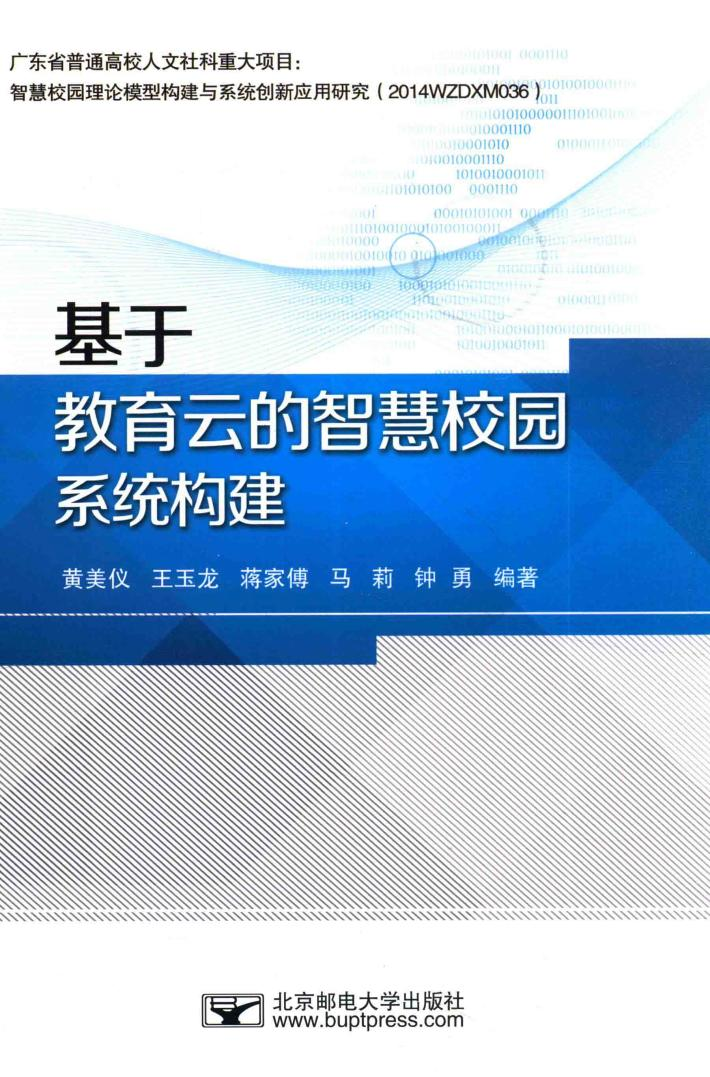 广东省普通高校人文社科重大项目：
智慧校园理论模型构建与系统创新应用研究（2014WZDXM036）
基于
教育云的智慧校园
系统构建
黄美仪 王玉龙 蒋家傅 马 莉 钟 勇 编著
北京邮电大学出版社
www.buptpress.com